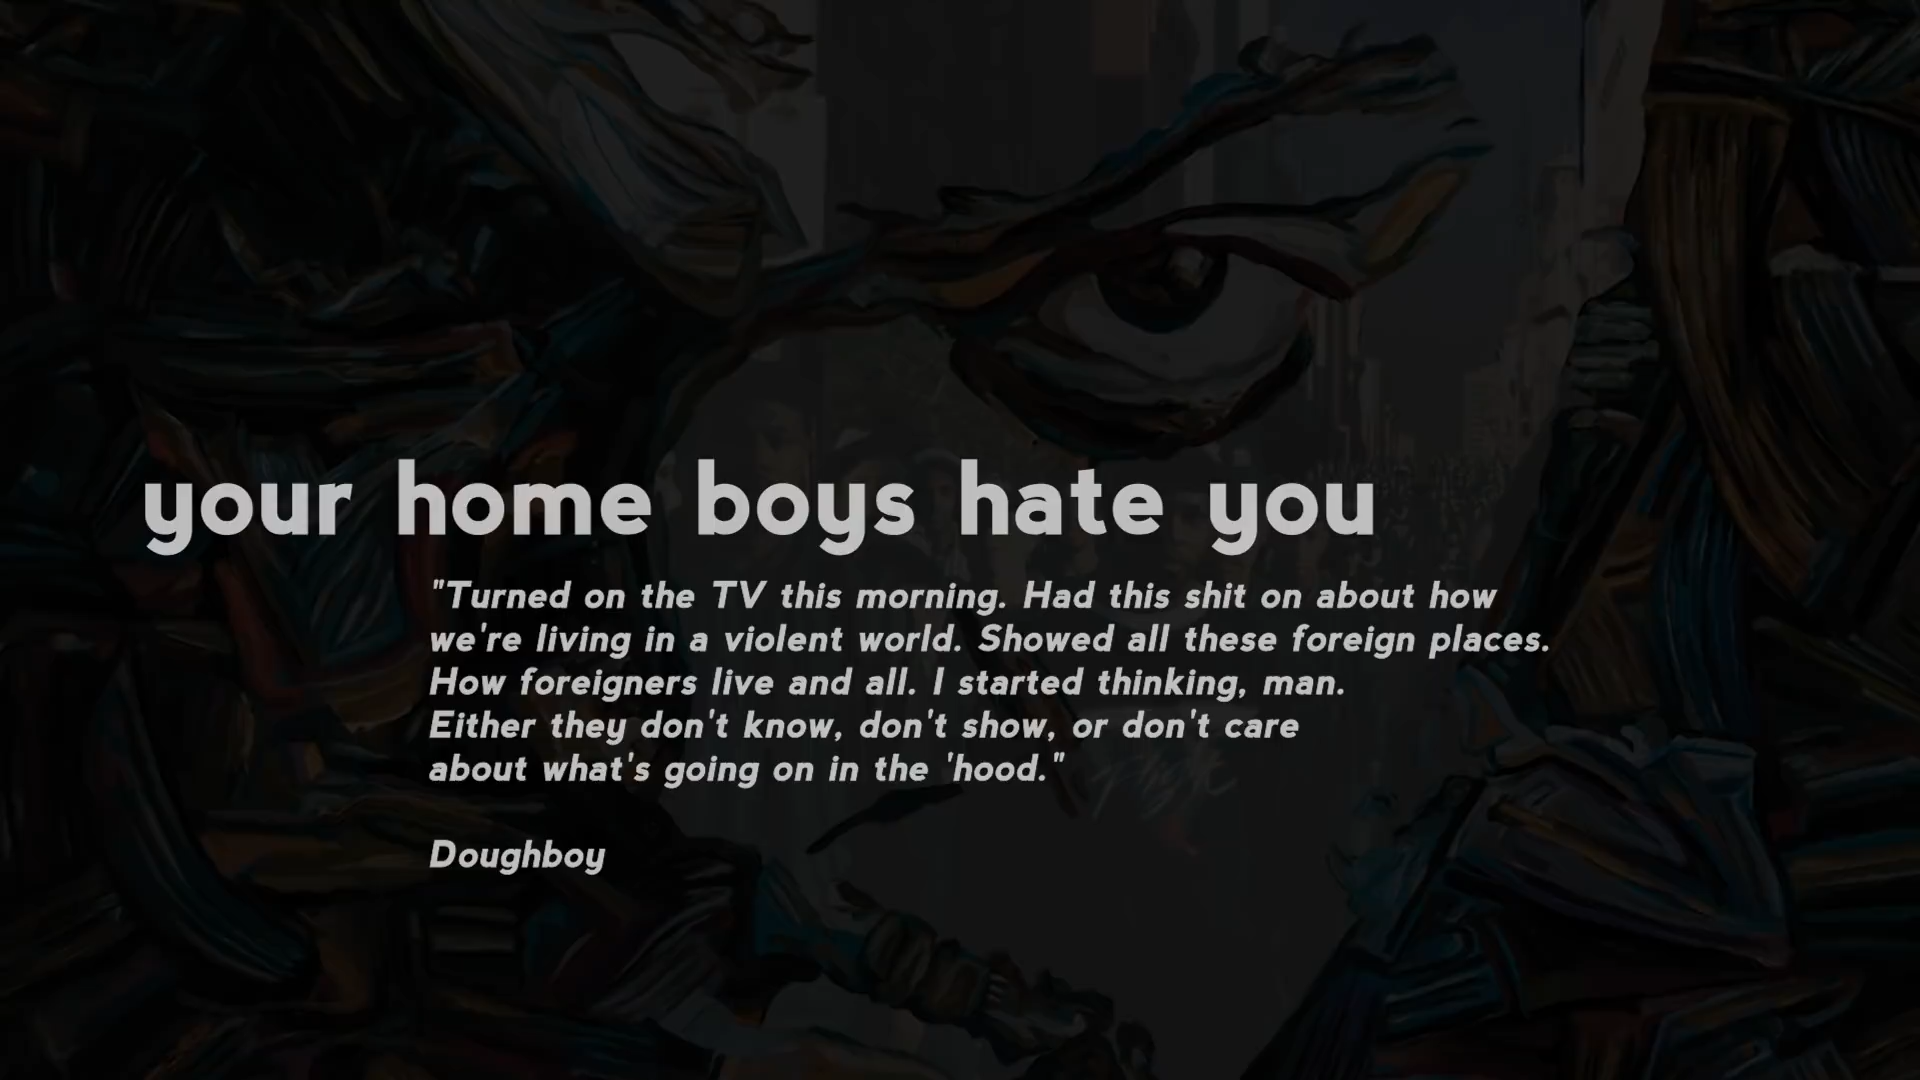 your home boys hate you
"Turned on the TV this morning. Had this shit on about how
we're living in a violent world. Showed all these foreign places.
How foreigners live and all. I started thinking, man.
Either they don't know, don't show, or don't care
about what's going on in the 'hood."
Doughboy